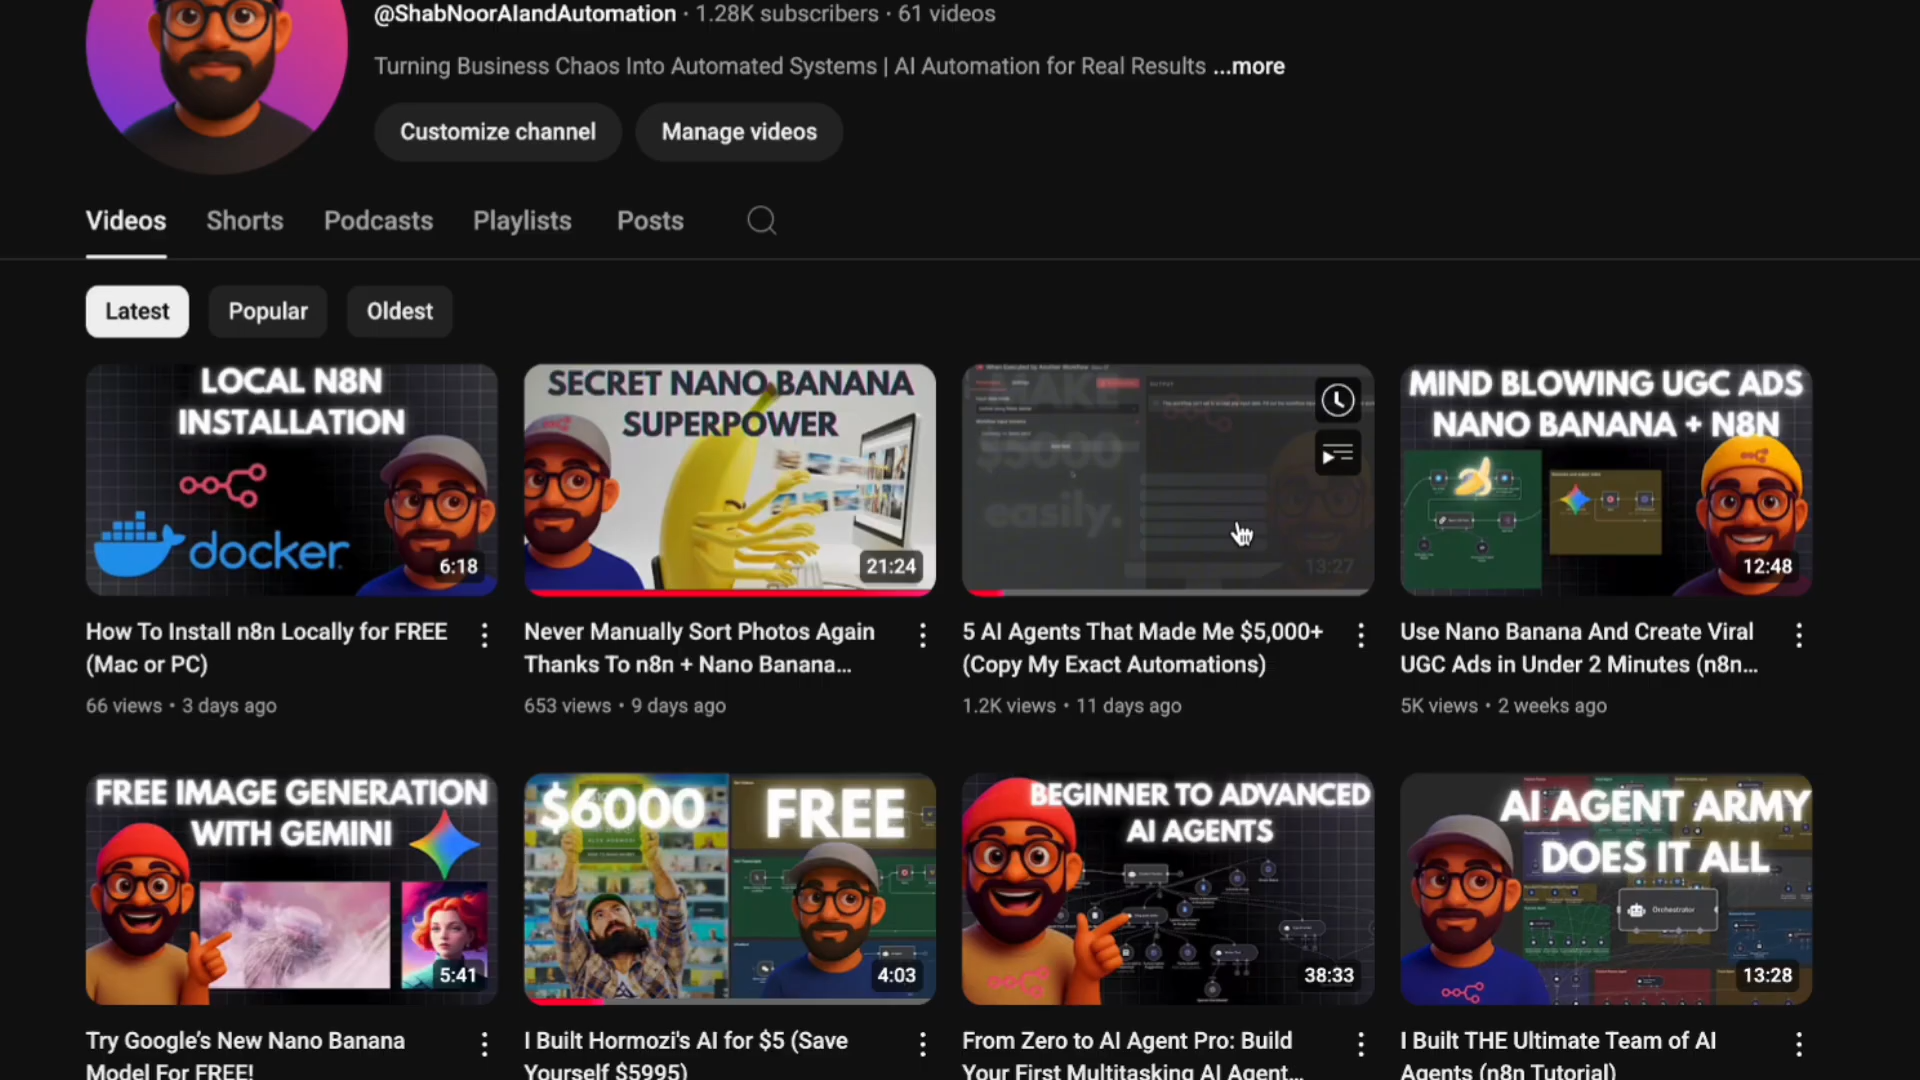 @ShabNoorAIandAutomation · 1.28K subscribers · 61 videos
Turning Business Chaos Into Automated Systems | AI Automation for Real Results ...more
Customize channel
Manage videos
Videos
Shorts
Podcasts
Playlists
Posts
Latest
Popular
Oldest
LOCAL N8N
INSTALLATION
docker
6:18
SECRET NANO BANANA
SUPERPOWER
21:24
MAKE
$5000
easily.
13:27
MIND BLOWING UGC ADS
NANO BANANA + N8N
12:48
How To Install n8n Locally for FREE
(Mac or PC)
66 views • 3 days ago
Never Manually Sort Photos Again
Thanks To n8n + Nano Banana...
653 views • 9 days ago
5 AI Agents That Made Me $5,000+
(Copy My Exact Automations)
1.2K views • 11 days ago
Use Nano Banana And Create Viral
UGC Ads in Under 2 Minutes (n8n...
5K views • 2 weeks ago
FREE IMAGE GENERATION
WITH GEMINI
5:41
$6000
FREE
4:03
BEGINNER TO ADVANCED
AI AGENTS
38:33
AI AGENT ARMY
DOES IT ALL
Orchestrator
13:28
Try Google's New Nano Banana
Model For FREE!
I Built Hormozi's AI for $5 (Save
Yourself $5995)
From Zero to AI Agent Pro: Build
Your First Multitasking AI Agent...
I Built THE Ultimate Team of AI
Agents (n8n Tutorial)